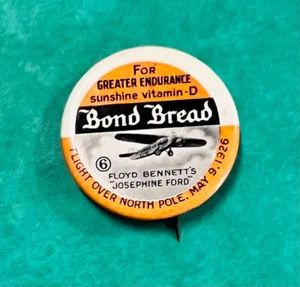 FOR
GREATER ENDURANCE
sunshine vitamin-D
Bond Bread
6
FLOYD BENNETT'S
"JOSEPHINE FORD"
FLIGHT OVER NORTH POLE, MAY 9, 1926